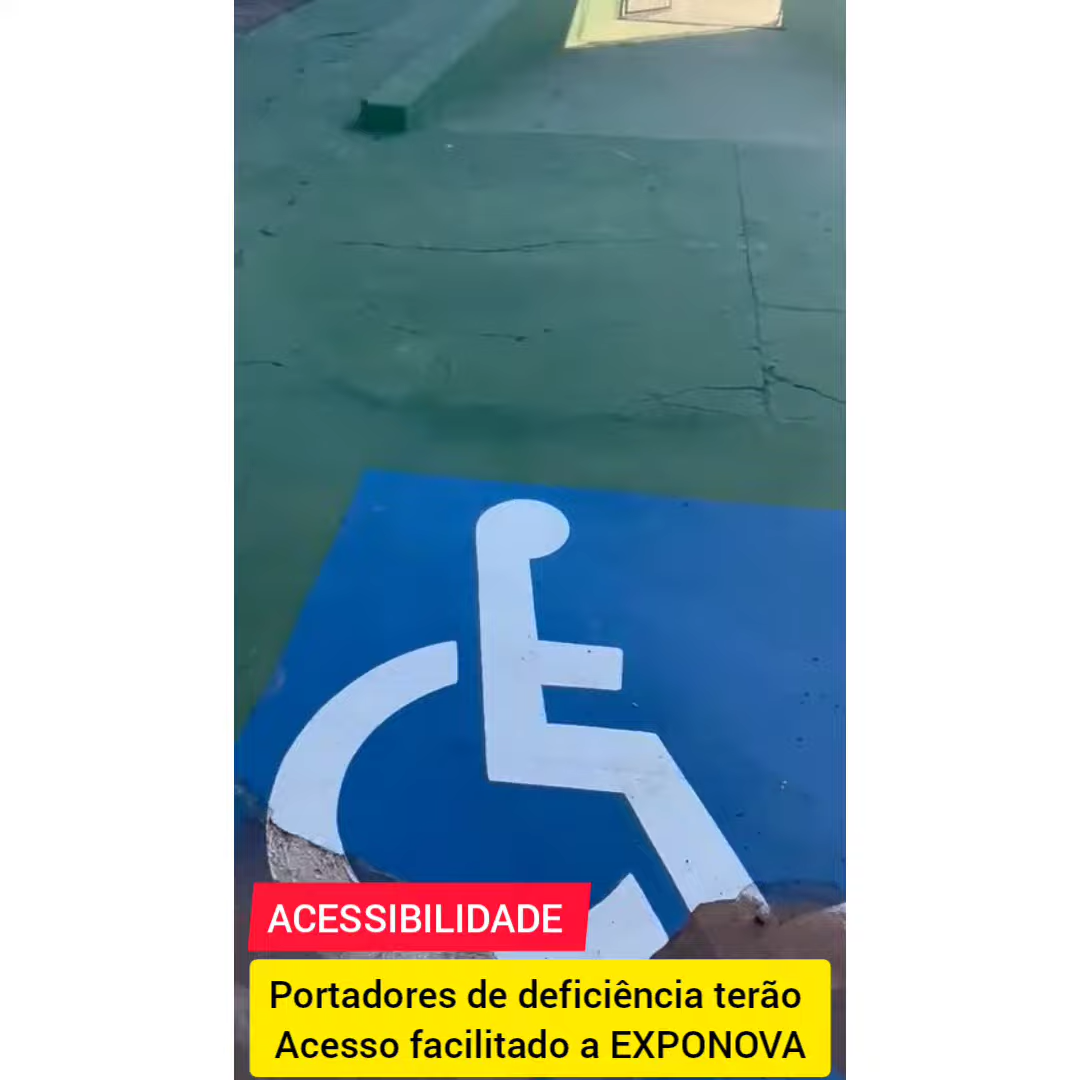 ACESSIBILIDADE
Portadores de deficiência terão
Acesso facilitado a EXPONOVA